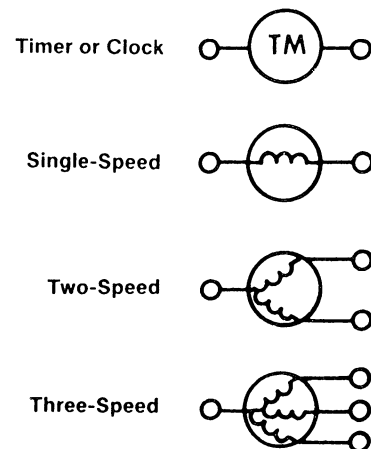 Timer or Clock
TM
Single-Speed
Two-Speed
Three-Speed